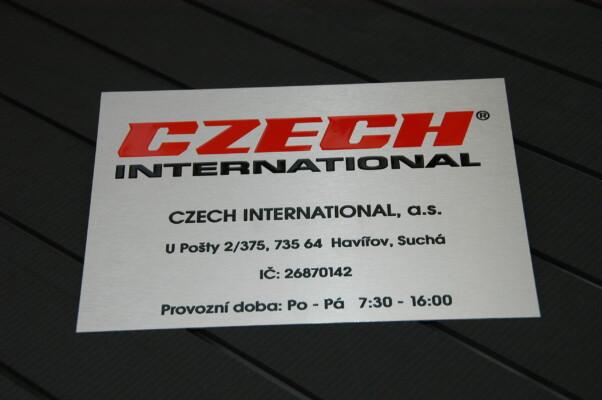 CZECH®
INTERNATIONAL
CZECH INTERNATIONAL, a.s.
U Pošty 2/375, 735 64 Havířov, Suchá
IČ: 26870142
Provozní doba: Po - Pá 7:30 - 16:00